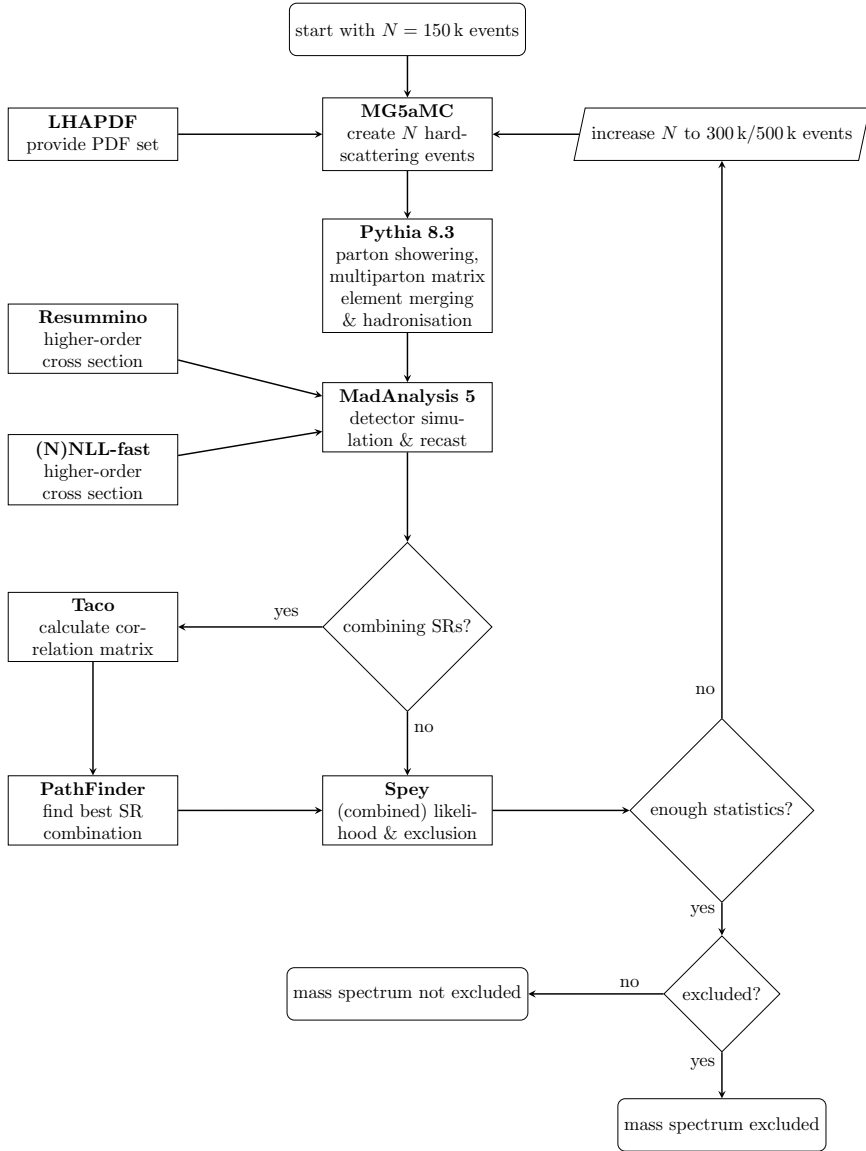 start with N = 150 k events
LHAPDF
provide PDF set
MG5aMC
create N hard-
scattering events
increase N to 300 k/500 k events
Pythia 8.3
parton showering,
multiparton matrix
element merging
& hadronisation
Resummino
higher-order
cross section
MadAnalysis 5
detector simu-
lation & recast
(N)NLL-fast
higher-order
cross section
Taco
calculate cor-
relation matrix
yes
combining SRs?
no
no
PathFinder
find best SR
combination
Spey
(combined) likeli-
hood & exclusion
enough statistics?
yes
mass spectrum not excluded
no
excluded?
yes
mass spectrum excluded